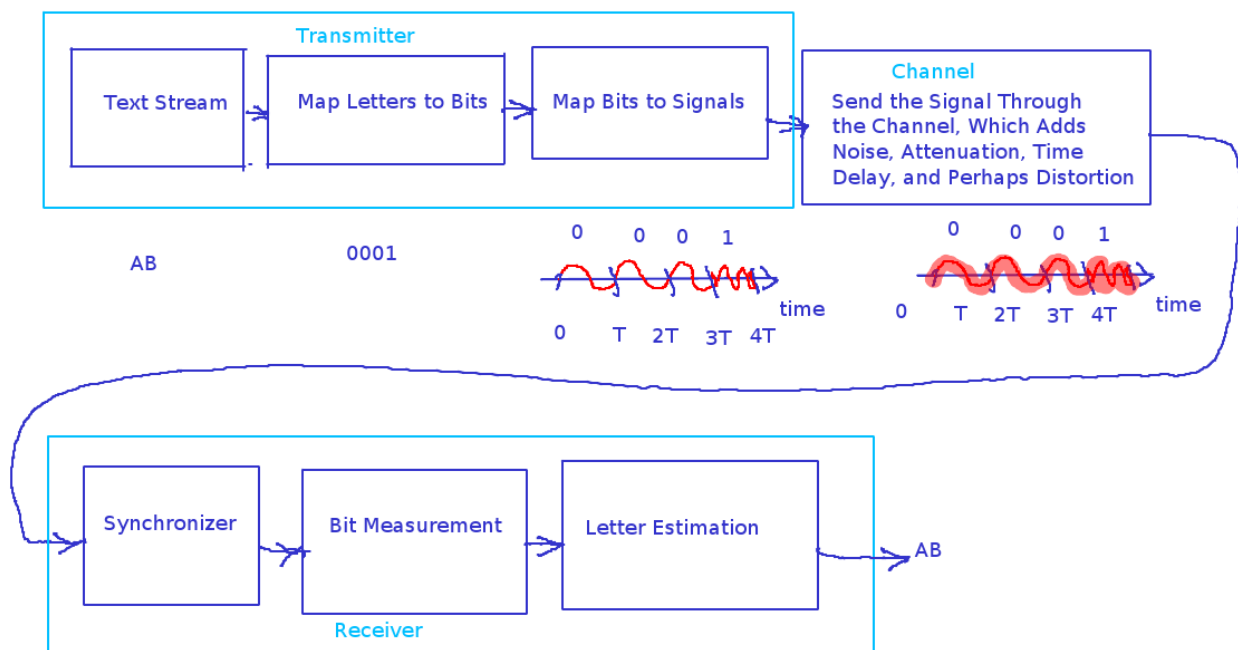 Transmitter
Text Stream
Map Letters to Bits
Map Bits to Signals
Channel
Send the Signal Through
the Channel, Which Adds
Noise, Attenuation, Time
Delay, and Perhaps Distortion
AB
0001
0 0 0 1
time
0 T 2T 3T 4T
0 0 0 1
time
0 T 2T 3T 4T
Synchronizer
Bit Measurement
Letter Estimation
AB
Receiver